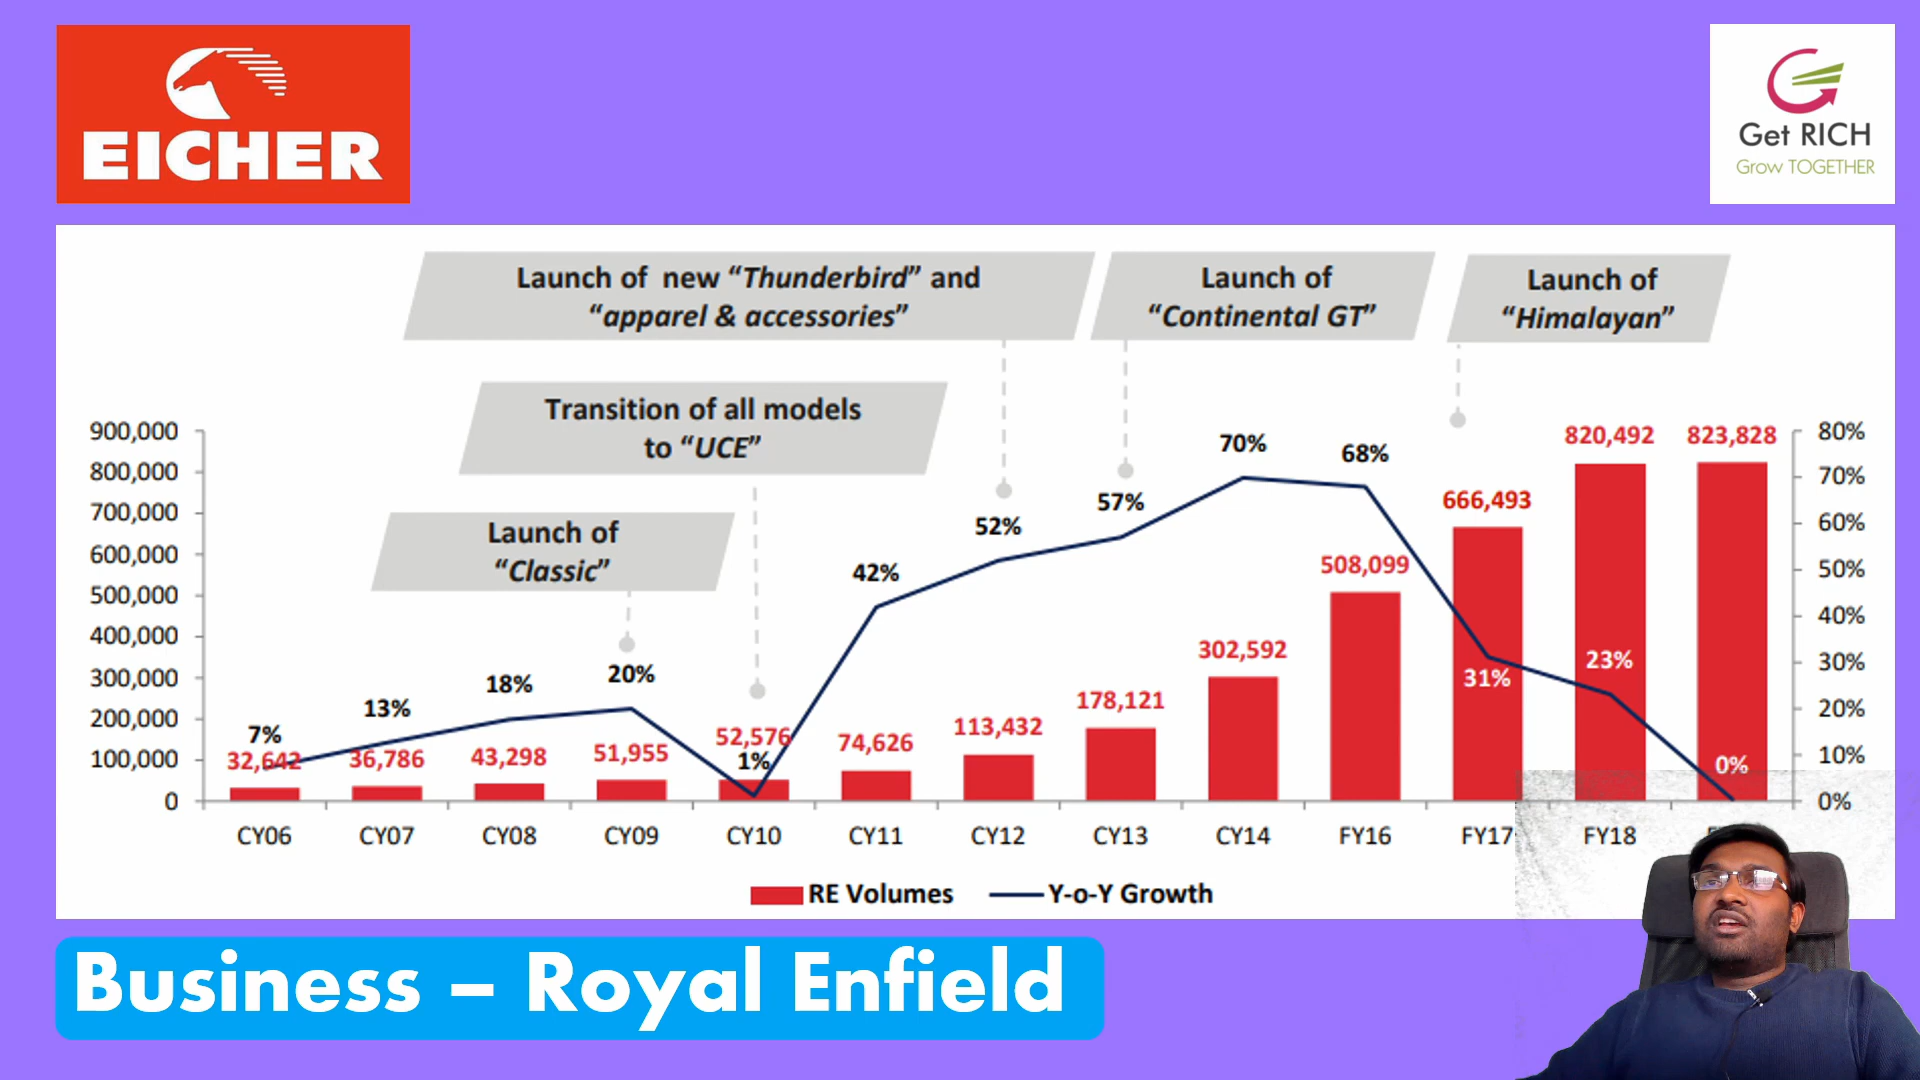 EICHER
Get RICH
Grow TOGETHER
Launch of new “Thunderbird” and
“apparel & accessories”
Launch of
“Continental GT”
Launch of
“Himalayan”
Transition of all models
to “UCE”
Launch of
“Classic”
900,000
800,000
700,000
600,000
500,000
400,000
300,000
200,000
100,000
0
80%
70%
60%
50%
40%
30%
20%
10%
0%
7%
13%
18%
20%
1%
42%
52%
57%
70%
68%
31%
23%
0%
32,642
36,786
43,298
51,955
52,576
74,626
113,432
178,121
302,592
508,099
666,493
820,492
823,828
CY06 CY07 CY08 CY09 CY10 CY11 CY12 CY13 CY14 FY16 FY17 FY18
RE Volumes Y-o-Y Growth
Business – Royal Enfield